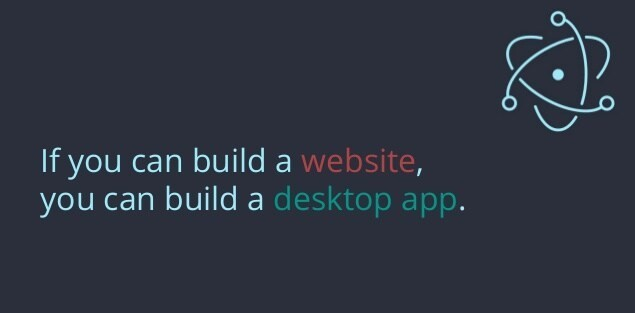 If you can build a website,
you can build a desktop app.